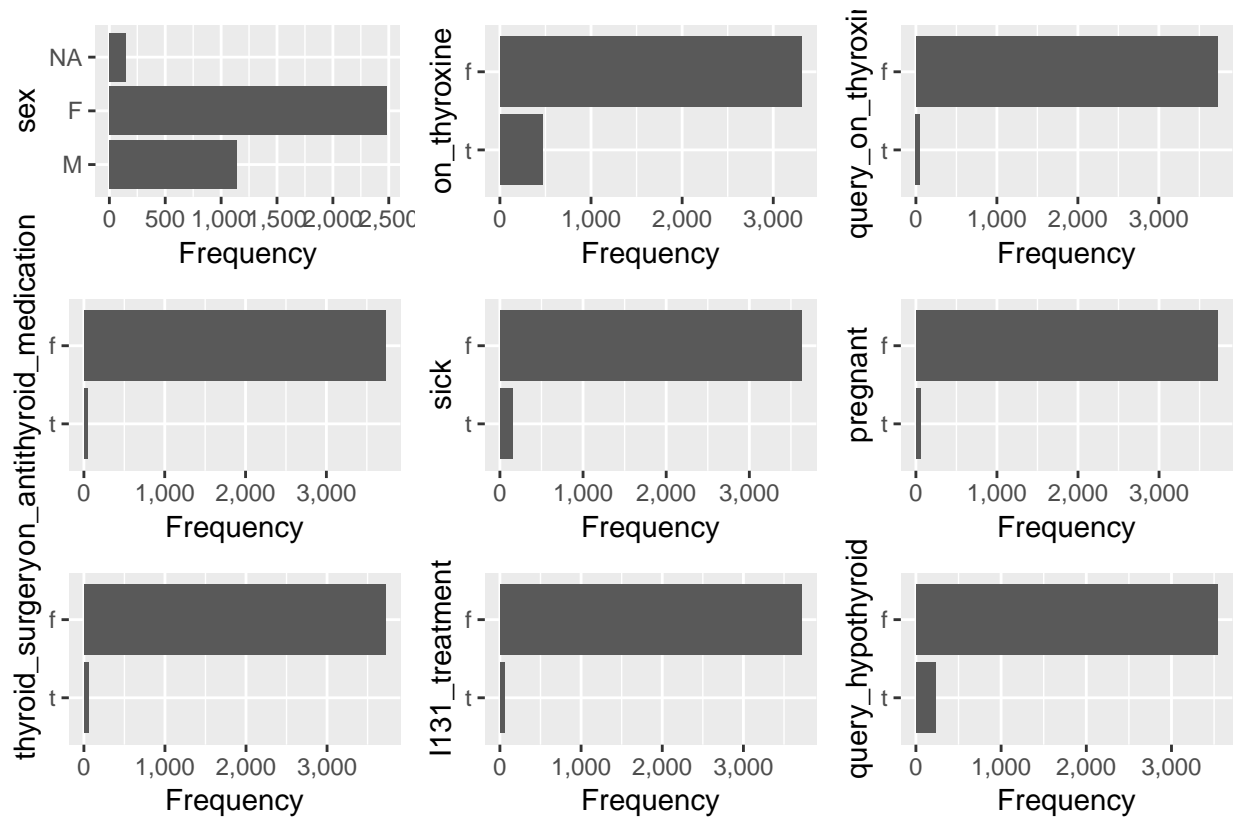 sex
NA
F
M
0 500 1,000 1,500 2,000 2,500
Frequency
on_thyroxine
f
t
0 1,000 2,000 3,000
Frequency
query_on_thyroxin
f
t
0 1,000 2,000 3,000
Frequency
on_antithyroid_medication
f
t
0 1,000 2,000 3,000
Frequency
sick
f
t
0 1,000 2,000 3,000
Frequency
pregnant
f
t
0 1,000 2,000 3,000
Frequency
thyroid_surgery
f
t
0 1,000 2,000 3,000
Frequency
I131_treatment
f
t
0 1,000 2,000 3,000
Frequency
query_hypothyroid
f
t
0 1,000 2,000 3,000
Frequency